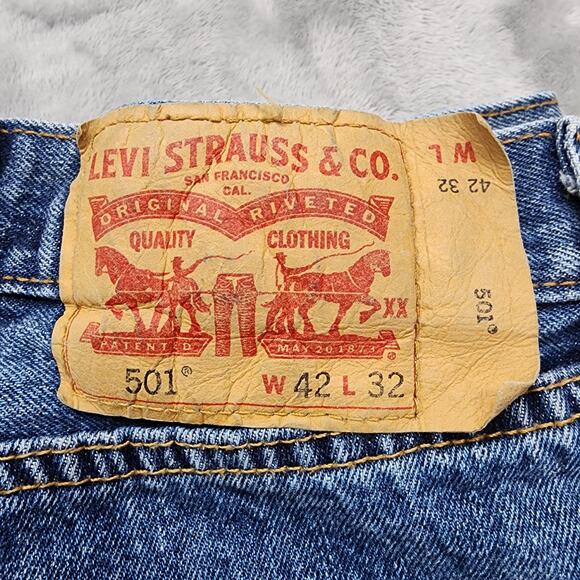 LEVI STRAUSS & CO.
SAN FRANCISCO
CAL.
ORIGINAL RIVETED
QUALITY CLOTHING
XX
PATENTED MAY 20 1873
501®
W 42 L 32
W L
42 32
501®